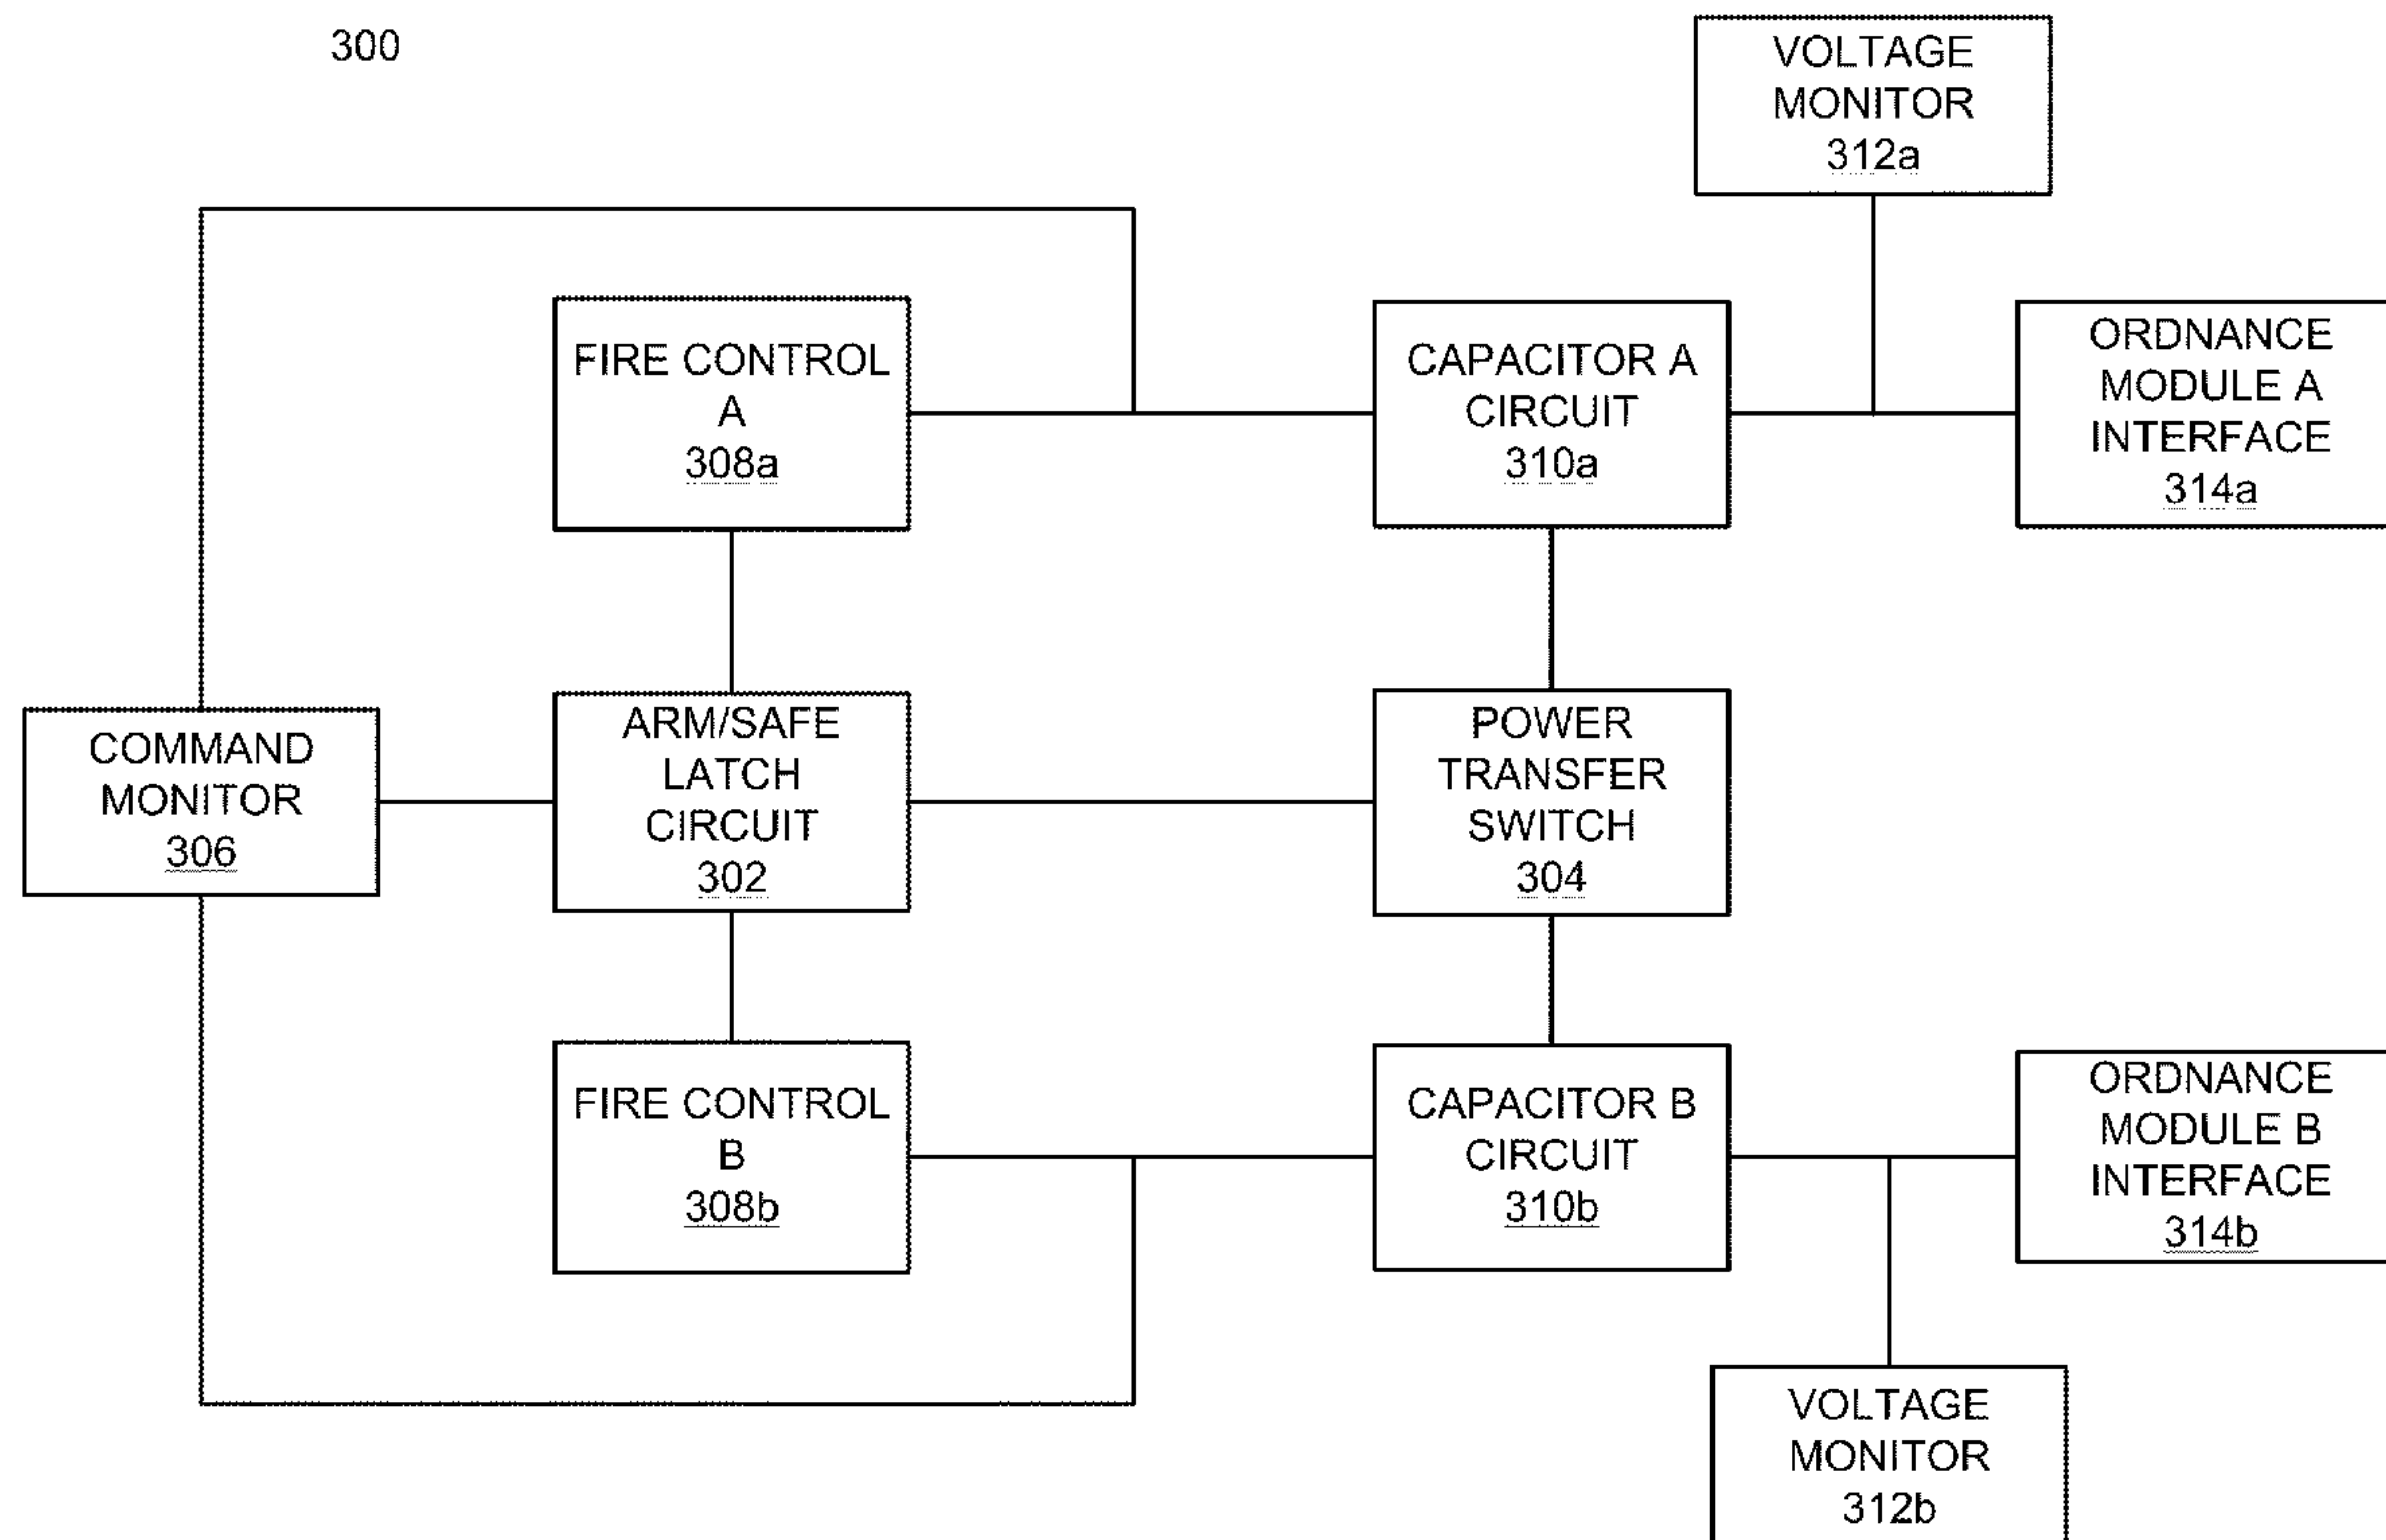 300
VOLTAGE
MONITOR
312a
FIRE CONTROL
A
308a
CAPACITOR A
CIRCUIT
310a
ORDNANCE
MODULE A
INTERFACE
314a
COMMAND
MONITOR
306
ARM/SAFE
LATCH
CIRCUIT
302
POWER
TRANSFER
SWITCH
304
FIRE CONTROL
B
308b
CAPACITOR B
CIRCUIT
310b
ORDNANCE
MODULE B
INTERFACE
314b
VOLTAGE
MONITOR
312b